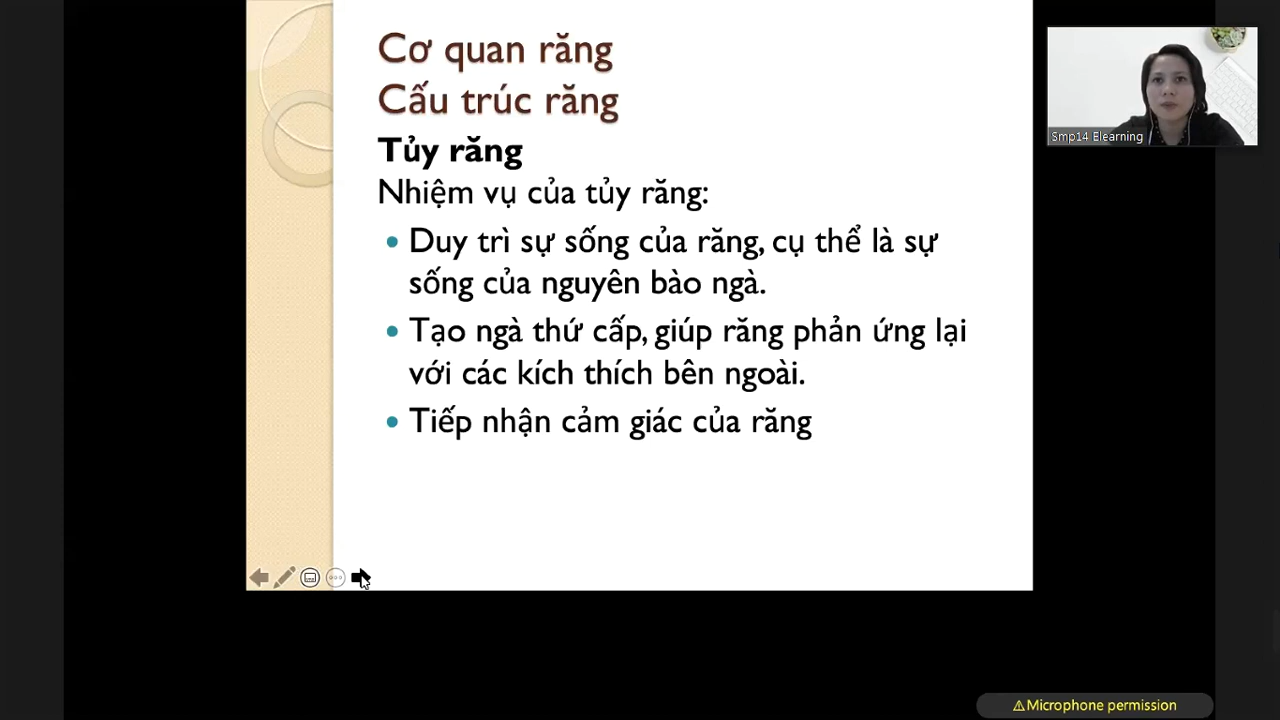 Cơ quan răng
Cấu trúc răng
Tủy răng
Nhiệm vụ của tủy răng:
Duy trì sự sống của răng, cụ thể là sự
sống của nguyên bào ngà.
Tạo ngà thứ cấp, giúp răng phản ứng lại
với các kích thích bên ngoài.
Tiếp nhận cảm giác của răng
Smp14 Elearning
⚠Microphone permission